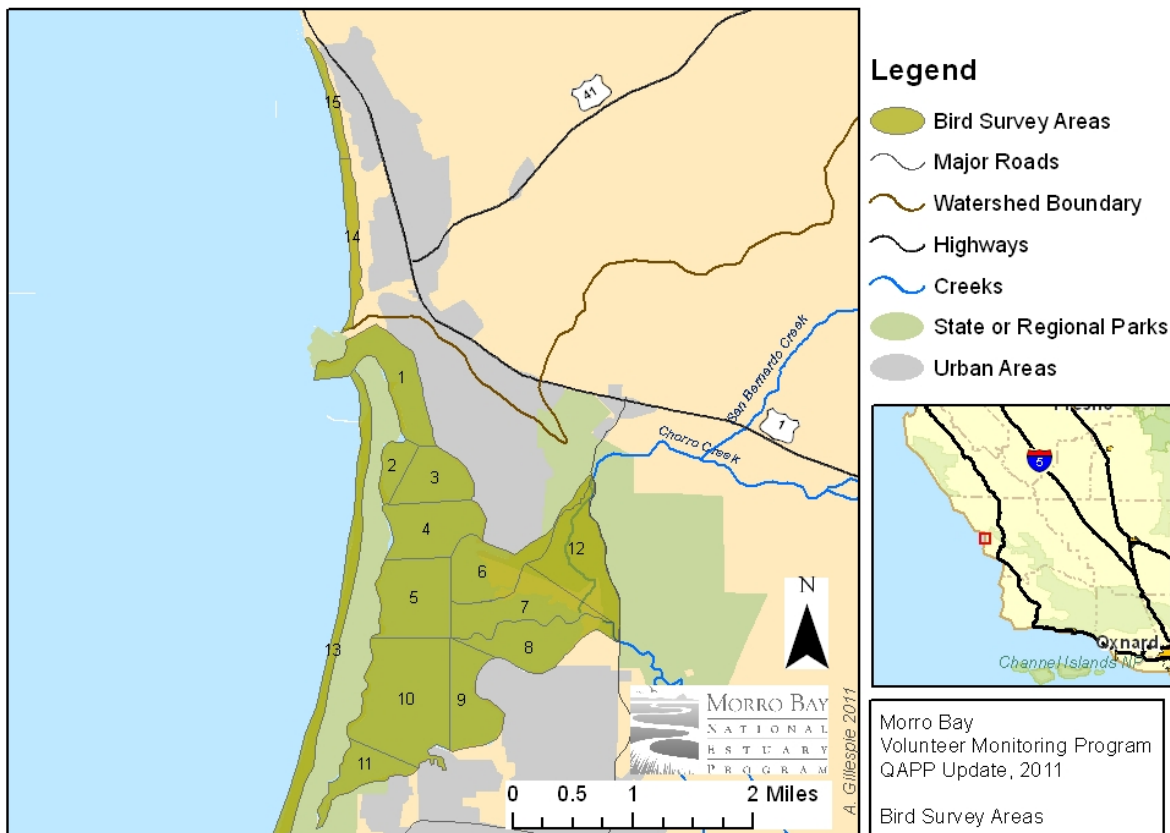 15
41
14
San Bernardo Creek
1
1
Chorro Creek
2
3
4
12
6
5
7
8
13
10
9
11
N
MORRO BAY
NATIONAL
ESTUARY
PROGRAM
A. Gillespie 2011
0 0.5 1 2 Miles
Legend
Bird Survey Areas
Major Roads
Watershed Boundary
Highways
Creeks
State or Regional Parks
Urban Areas
5
Oxnard
Channel Islands NP
Morro Bay
Volunteer Monitoring Program
QAPP Update, 2011
Bird Survey Areas